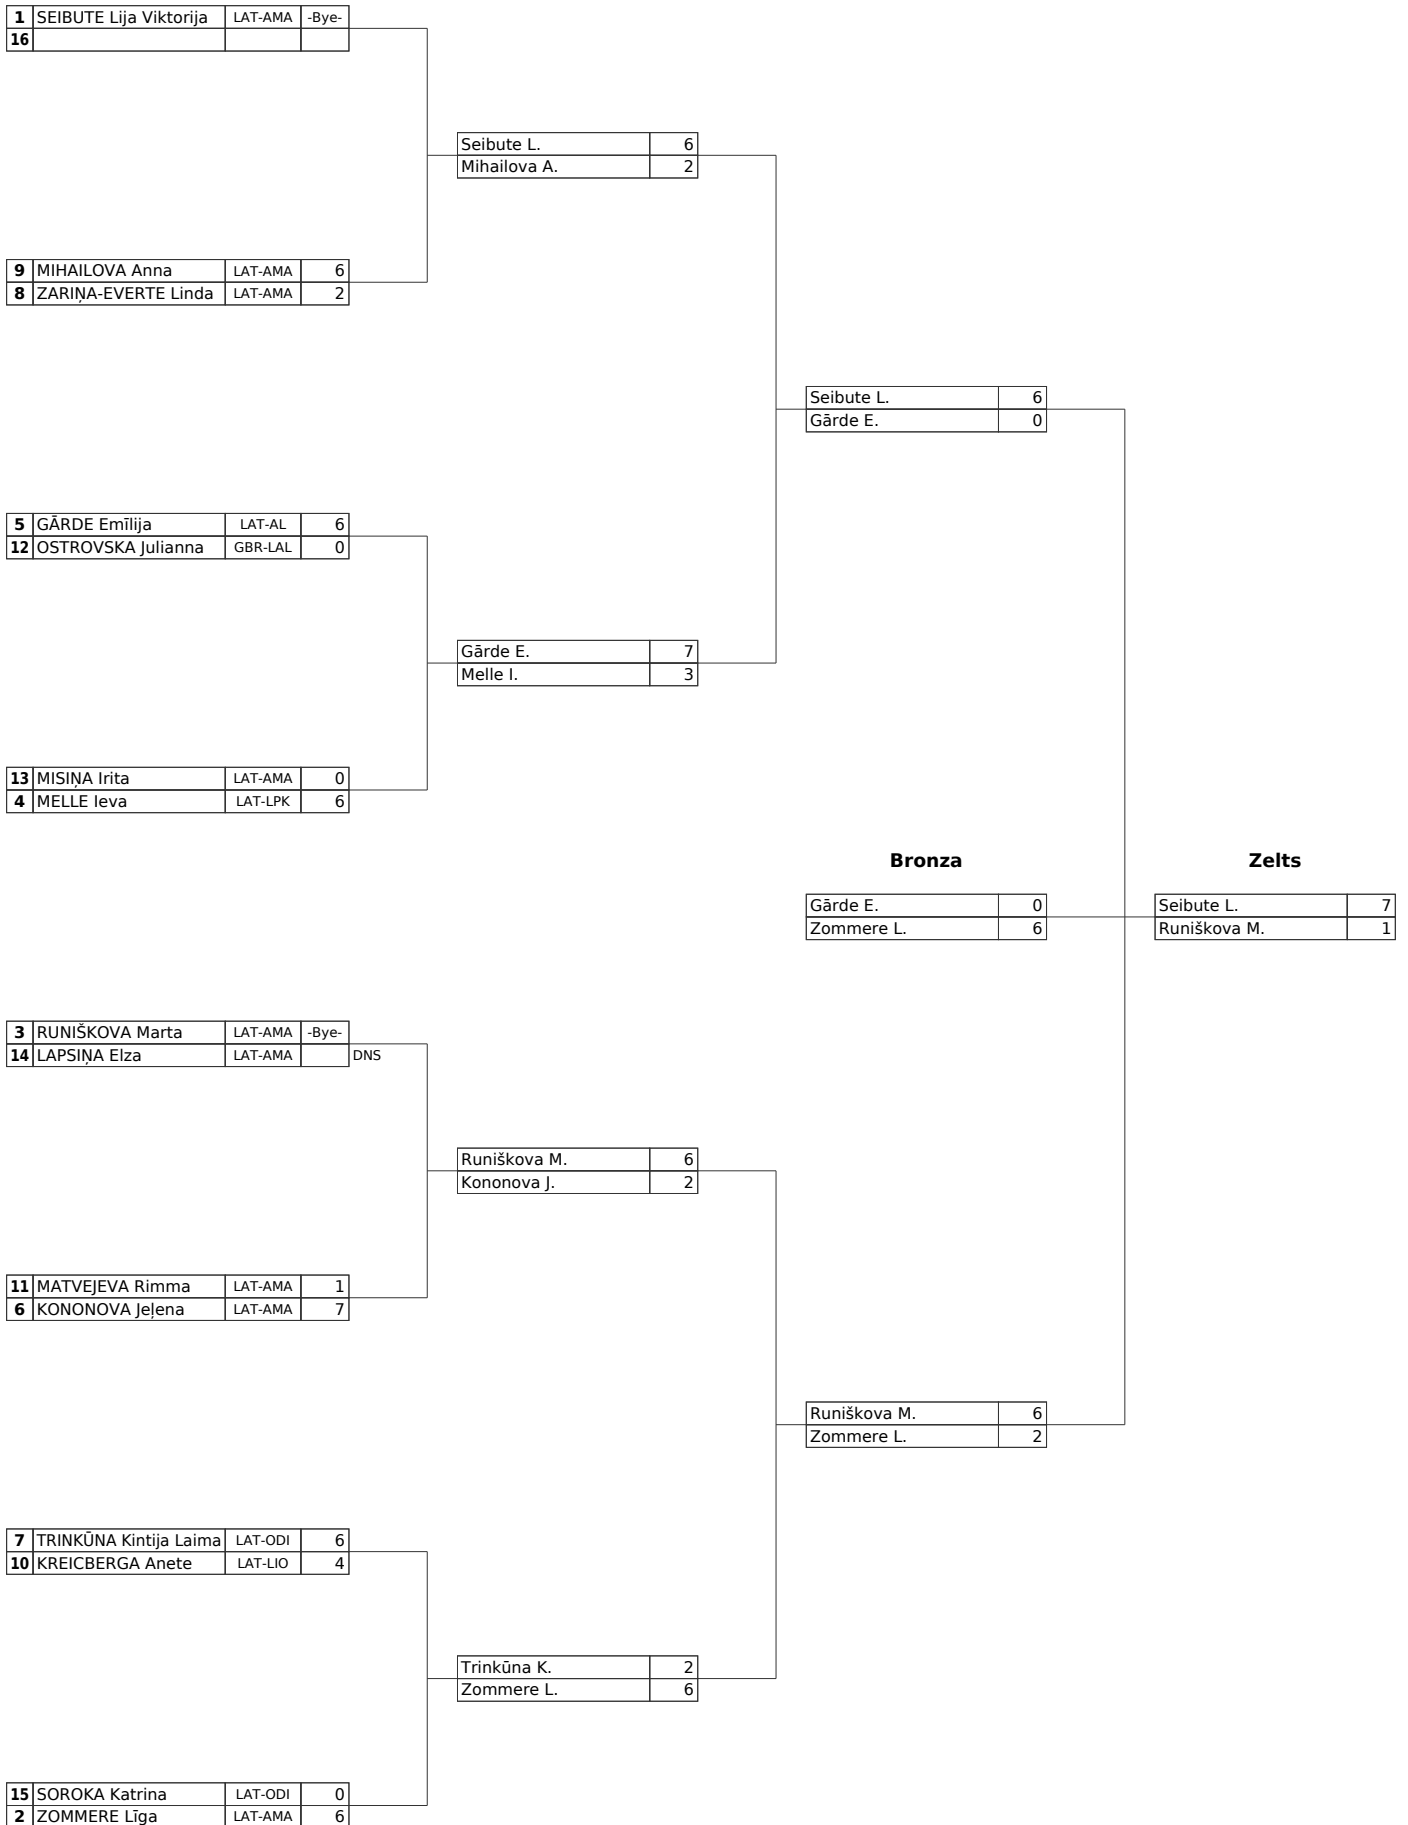 1 SEIBUTE Lija Viktorija LAT-AMA -Bye-
16
Seibute L. 6
Mihailova A. 2
9 MIHAILOVA Anna LAT-AMA 6
8 ZARIŅA-EVERTE Linda LAT-AMA 2
Seibute L. 6
Gārde E. 0
5 GĀRDE Emīlija LAT-AL 6
12 OSTROVSKA Julianna GBR-LAL 0
Gārde E. 7
Melle I. 3
13 MISIŅA Irita LAT-AMA 0
4 MELLE Ieva LAT-LPK 6
Bronza Zelts
Gārde E. 0 Seibute L. 7
Zommere L. 6 Runiškova M. 1
3 RUNIŠKOVA Marta LAT-AMA -Bye-
14 LAPSIŅA Elza LAT-AMA DNS
Runiškova M. 6
Kononova J. 2
11 MATVEJEVA Rimma LAT-AMA 1
6 KONONOVA Jeļena LAT-AMA 7
Runiškova M. 6
Zommere L. 2
7 TRINKŪNA Kintija Laima LAT-ODI 6
10 KREICBERGA Anete LAT-LIO 4
Trinkūna K. 2
Zommere L. 6
15 SOROKA Katrina LAT-ODI 0
2 ZOMMERE Līga LAT-AMA 6